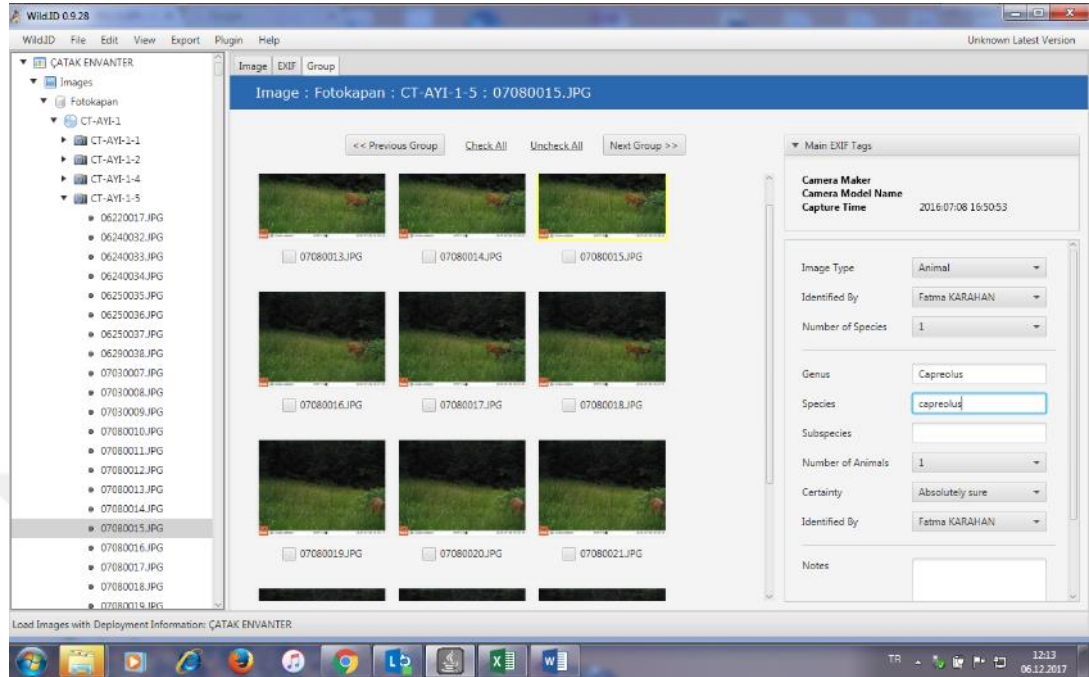 Wild.ID 0.9.28
Wild.ID File Edit View Export Plugin Help Unknown Latest Version
ÇATAK ENVANTER
Images
Fotokapan
CT-AYI-1
CT-AYI-1-1
CT-AYI-1-2
CT-AYI-1-4
CT-AYI-1-5
06220017.JPG
06240032.JPG
06240033.JPG
06240034.JPG
06250035.JPG
06250036.JPG
06250037.JPG
06290038.JPG
07030007.JPG
07030008.JPG
07030009.JPG
07080010.JPG
07080011.JPG
07080012.JPG
07080013.JPG
07080014.JPG
07080015.JPG
07080016.JPG
07080017.JPG
07080018.JPG
07080019.JPG
Image EXIF Group
Image : Fotokapan : CT-AYI-1-5 : 07080015.JPG
<< Previous Group Check All Uncheck All Next Group >>
07080013.JPG 07080014.JPG 07080015.JPG
07080016.JPG 07080017.JPG 07080018.JPG
07080019.JPG 07080020.JPG 07080021.JPG
Main EXIF Tags
Camera Maker
Camera Model Name
Capture Time 2016:07:08 16:50:53
Image Type Animal
Identified By Fatma KARAHAN
Number of Species 1
Genus Capreolus
Species capreolus
Subspecies
Number of Animals 1
Certainty Absolutely sure
Identified By Fatma KARAHAN
Notes
Load Images with Deployment Information: ÇATAK ENVANTER
TR 12:13
06.12.2017